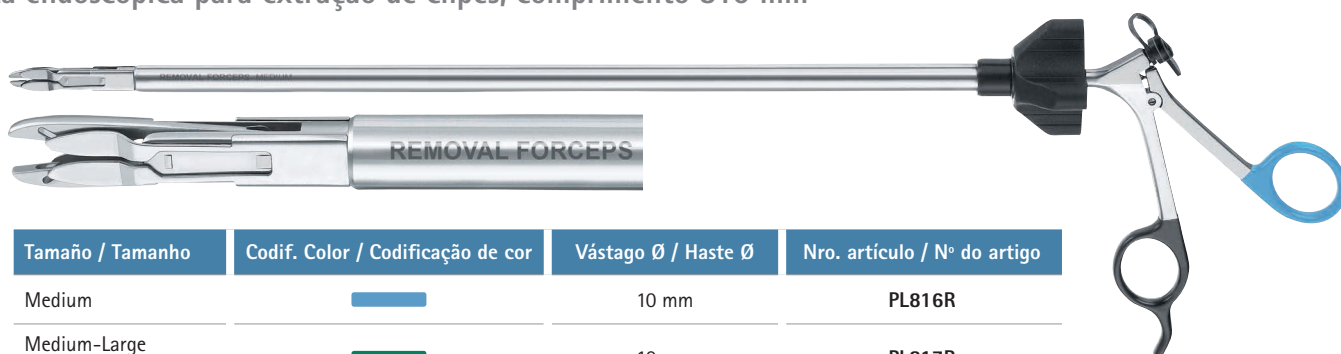 REMOVAL FORCEPS MEDIUM
REMOVAL FORCEPS
Tamaño / Tamanho Codif. Color / Codificação de cor Vástago Ø / Haste Ø Nro. artículo / Nº do artigo
Medium 10 mm PL816R
Medium-Large